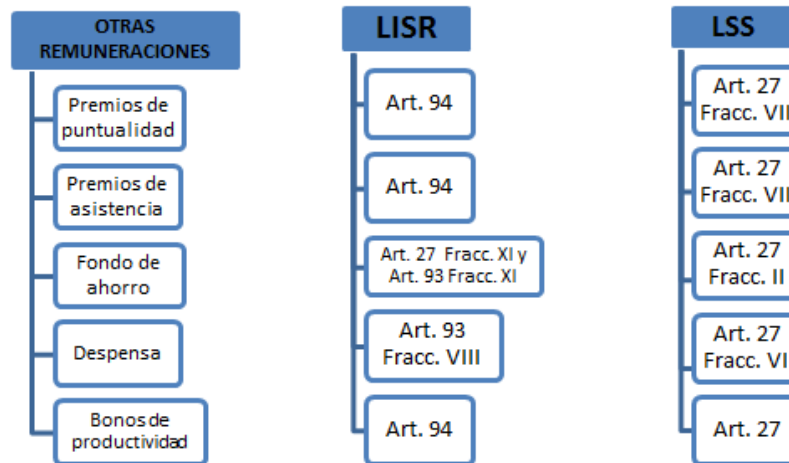 OTRAS
REMUNERACIONES
Premios de
puntualidad
Premios de
asistencia
Fondo de
ahorro
Despensa
Bonos de
productividad
LISR
Art. 94
Art. 94
Art. 27 Fracc. XI y
Art. 93 Fracc. XI
Art. 93
Fracc. VIII
Art. 94
LSS
Art. 27
Fracc. VII
Art. 27
Fracc. VII
Art. 27
Fracc. II
Art. 27
Fracc. VI
Art. 27